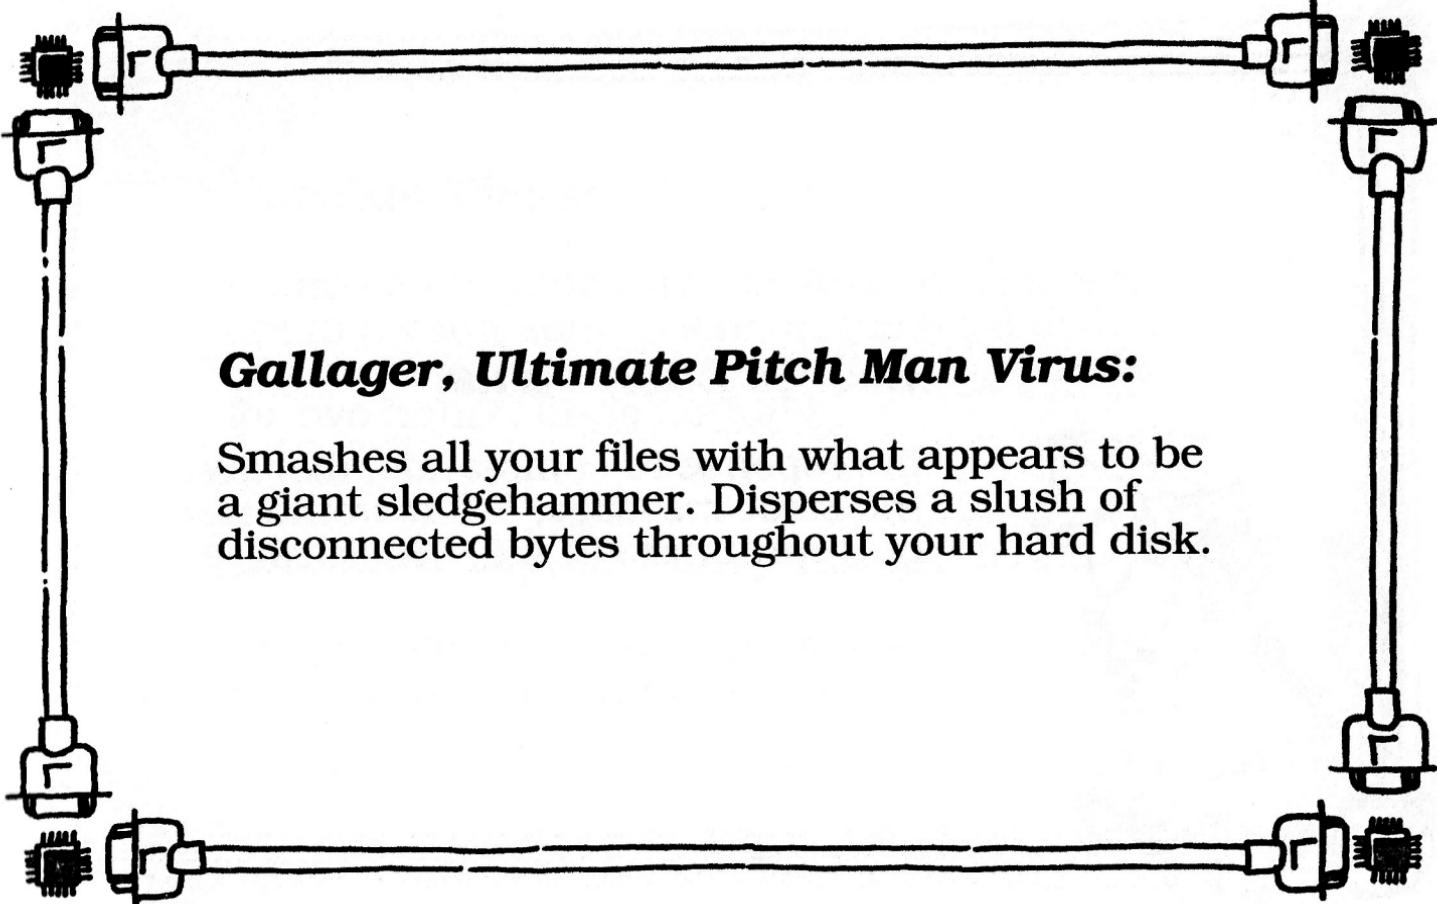 Gallager, Ultimate Pitch Man Virus:
Smashes all your files with what appears to be
a giant sledgehammer. Disperses a slush of
disconnected bytes throughout your hard disk.